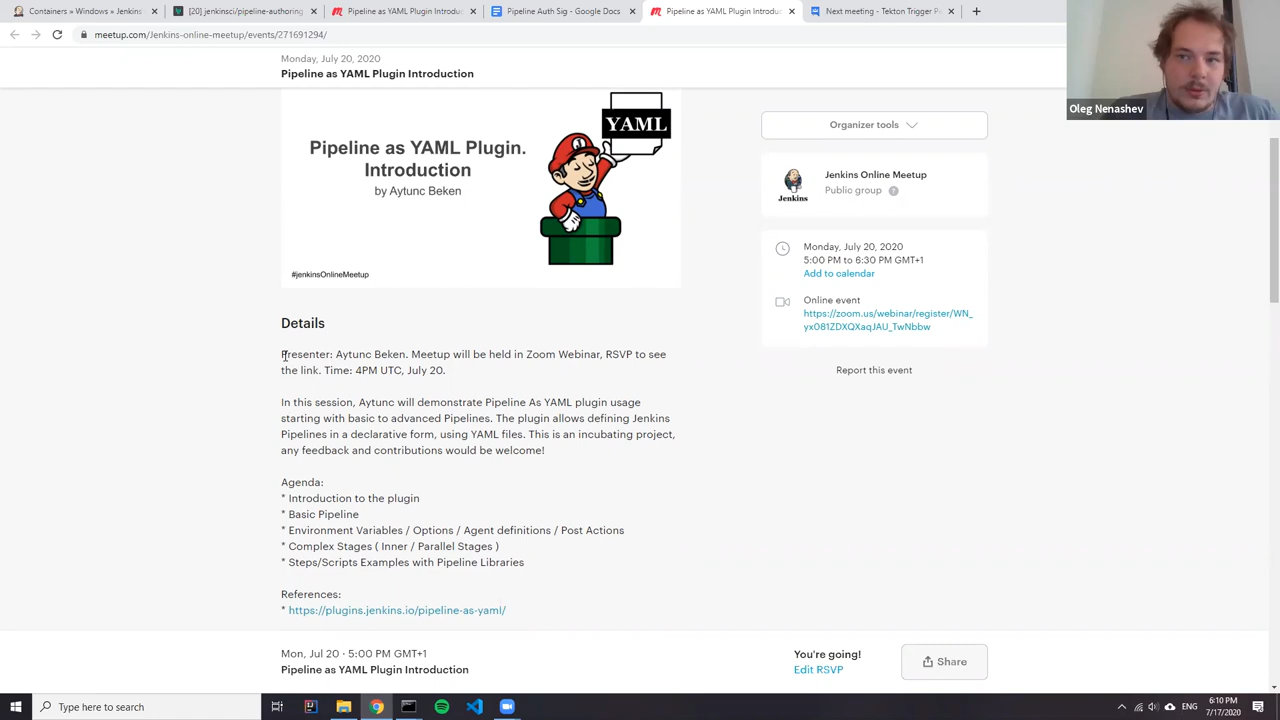 Containers » Windows » Jenkins
[20] jenkinsci/pipeline-authoring
Pipeline as YAML Plugin Introduc
Pipeline Auth Sig - Google Docs
Pipeline as YAML Plugin Introduc
Next meeting - Tekton Trigger P
meetup.com/Jenkins-online-meetup/events/271691294/
Oleg Nenashev
Monday, July 20, 2020
Pipeline as YAML Plugin Introduction
YAML
Pipeline as YAML Plugin.
Introduction
by Aytunc Beken
#jenkinsOnlineMeetup
Organizer tools
Jenkins
Jenkins Online Meetup
Public group
?
Monday, July 20, 2020
5:00 PM to 6:30 PM GMT+1
Add to calendar
Online event
https://zoom.us/webinar/register/WN_
yx081ZDXQXaqJAU_TwNbbw
Report this event
Details
Presenter: Aytunc Beken. Meetup will be held in Zoom Webinar, RSVP to see
the link. Time: 4PM UTC, July 20.
In this session, Aytunc will demonstrate Pipeline As YAML plugin usage
starting with basic to advanced Pipelines. The plugin allows defining Jenkins
Pipelines in a declarative form, using YAML files. This is an incubating project,
any feedback and contributions would be welcome!
Agenda:
* Introduction to the plugin
* Basic Pipeline
* Environment Variables / Options / Agent definitions / Post Actions
* Complex Stages ( Inner / Parallel Stages )
* Steps/Scripts Examples with Pipeline Libraries
References:
* https://plugins.jenkins.io/pipeline-as-yaml/
Mon, Jul 20 · 5:00 PM GMT+1
Pipeline as YAML Plugin Introduction
You're going!
Edit RSVP
Share
Type here to search
6:10 PM
7/17/2020